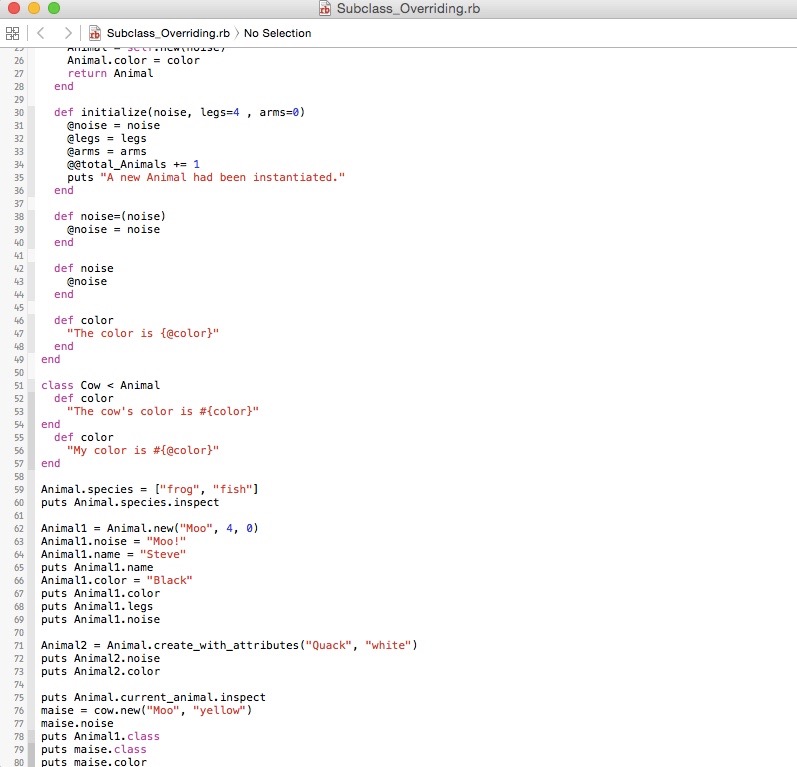 Subclass_Overriding.rb
Subclass_Overriding.rb › No Selection
25 Animal = self.new(noise)
26 Animal.color = color
27 return Animal
28 end
29
30 def initialize(noise, legs=4 , arms=0)
31 @noise = noise
32 @legs = legs
33 @arms = arms
34 @@total_Animals += 1
35 puts "A new Animal had been instantiated."
36 end
37
38 def noise=(noise)
39 @noise = noise
40 end
41
42 def noise
43 @noise
44 end
45
46 def color
47 "The color is {@color}"
48 end
49 end
50
51 class Cow < Animal
52 def color
53 "The cow's color is #{color}"
54 end
55 def color
56 "My color is #{@color}"
57 end
58
59 Animal.species = ["frog", "fish"]
60 puts Animal.species.inspect
61
62 Animal1 = Animal.new("Moo", 4, 0)
63 Animal1.noise = "Moo!"
64 Animal1.name = "Steve"
65 puts Animal1.name
66 Animal1.color = "Black"
67 puts Animal1.color
68 puts Animal1.legs
69 puts Animal1.noise
70
71 Animal2 = Animal.create_with_attributes("Quack", "white")
72 puts Animal2.noise
73 puts Animal2.color
74
75 puts Animal.current_animal.inspect
76 maise = cow.new("Moo", "yellow")
77 maise.noise
78 puts Animal1.class
79 puts maise.class
80 puts maise.color